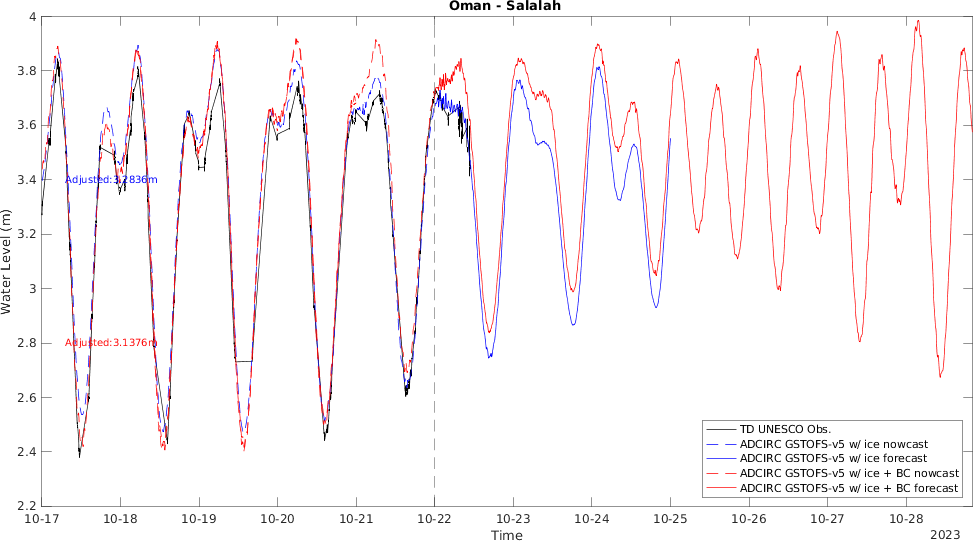 Oman - Salalah
Water Level (m)
4
3.8
3.6
3.4
3.2
3
2.8
2.6
2.4
2.2
Adjusted:3.2836m
Adjusted:3.1376m
TD UNESCO Obs.
ADCIRC GSTOFS-v5 w/ ice nowcast
ADCIRC GSTOFS-v5 w/ ice forecast
ADCIRC GSTOFS-v5 w/ ice + BC nowcast
ADCIRC GSTOFS-v5 w/ ice + BC forecast
10-17 10-18 10-19 10-20 10-21 10-22 10-23 10-24 10-25 10-26 10-27 10-28
Time
2023